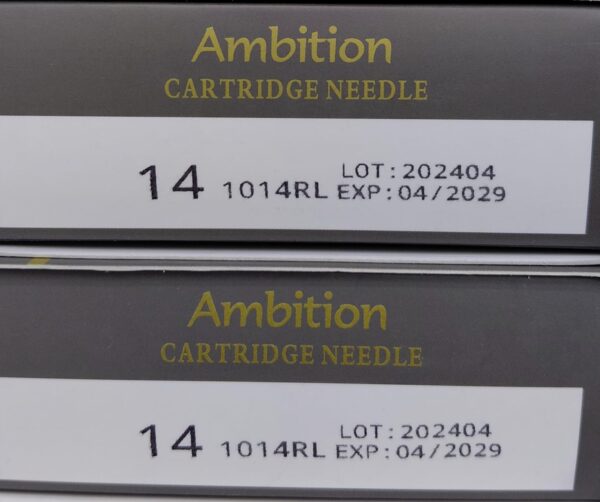 Ambition
CARTRIDGE NEEDLE
14 1014RL LOT:202404
EXP:04/2029
Ambition
CARTRIDGE NEEDLE
14 1014RL LOT:202404
EXP:04/2029